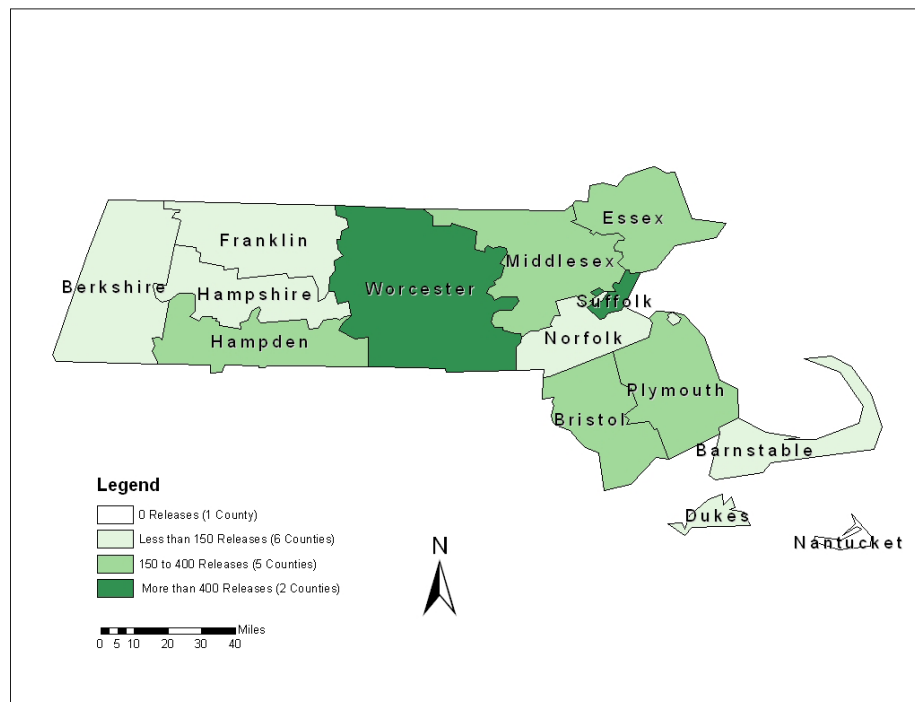 Essex
Franklin
Middlesex
Berkshire
Hampshire
Worcester
Suffolk
Hampden
Norfolk
Plymouth
Bristol
Barnstable
Dukes
Nantucket
Legend
0 Releases (1 County)
Less than 150 Releases (6 Counties)
150 to 400 Releases (5 Counties)
More than 400 Releases (2 Counties)
N
Miles
0 5 10 20 30 40